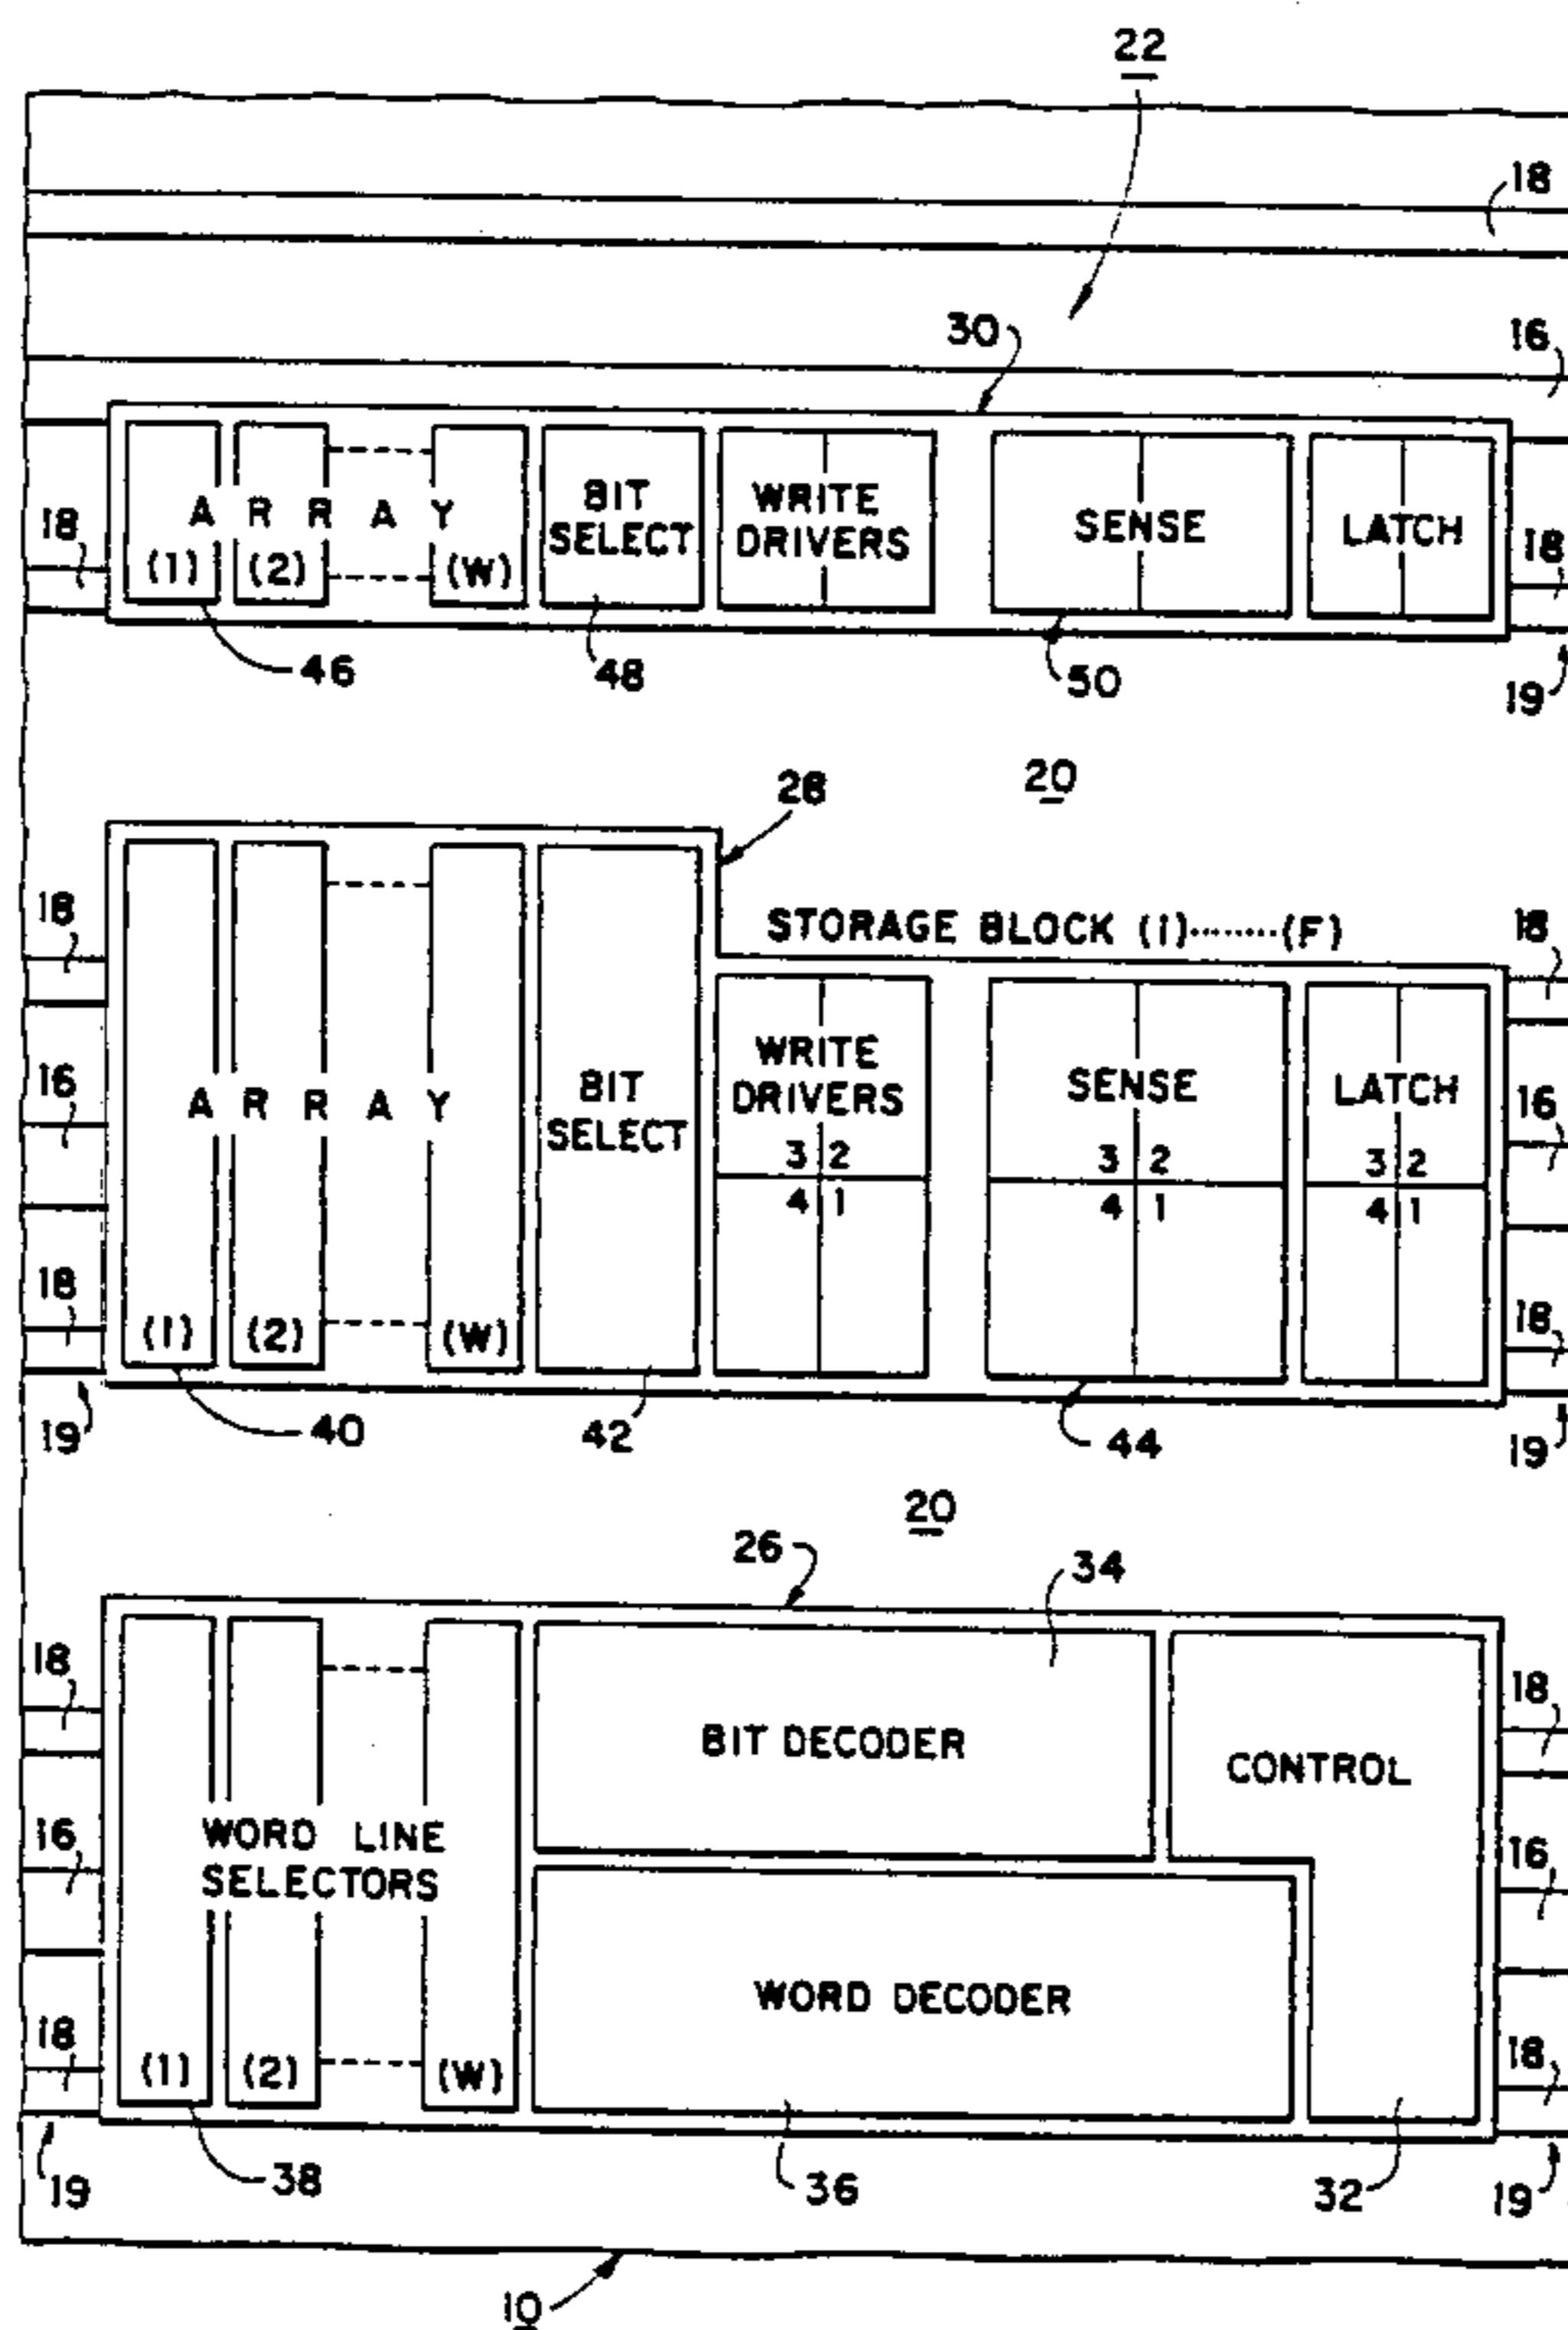 22
18
30
16
18
A R R A Y
(1) (2) (W)
BIT
SELECT
WRITE
DRIVERS
SENSE
LATCH
18
46
48
50
19
28
20
STORAGE BLOCK (1)········(F)
18
18
16
A R R A Y
BIT
SELECT
WRITE
DRIVERS
3 2
4 1
SENSE
3 2
4 1
LATCH
3 2
4 1
16
18
(1) (2) (W)
18
19
40
42
44
19
20
26
34
18
18
BIT DECODER
CONTROL
16
WORD LINE
SELECTORS
16
WORD DECODER
18
(1) (2) (W)
18
19
38
36
32
19
10